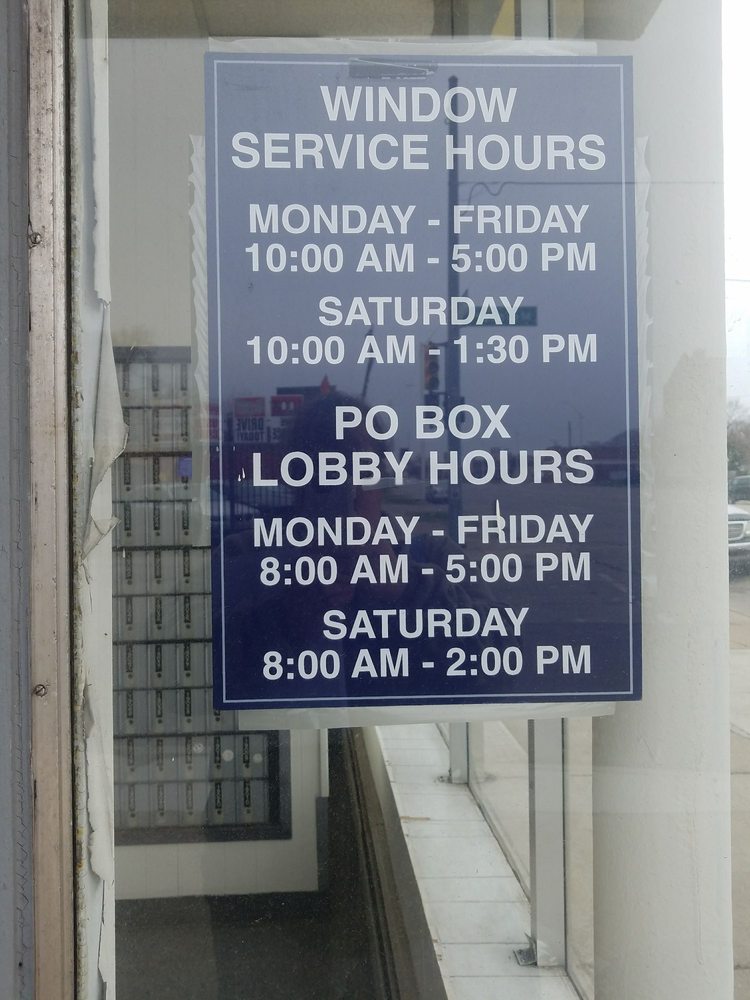 WINDOW
SERVICE HOURS
MONDAY - FRIDAY
10:00 AM - 5:00 PM
SATURDAY
10:00 AM - 1:30 PM
PO BOX
LOBBY HOURS
MONDAY - FRIDAY
8:00 AM - 5:00 PM
SATURDAY
8:00 AM - 2:00 PM